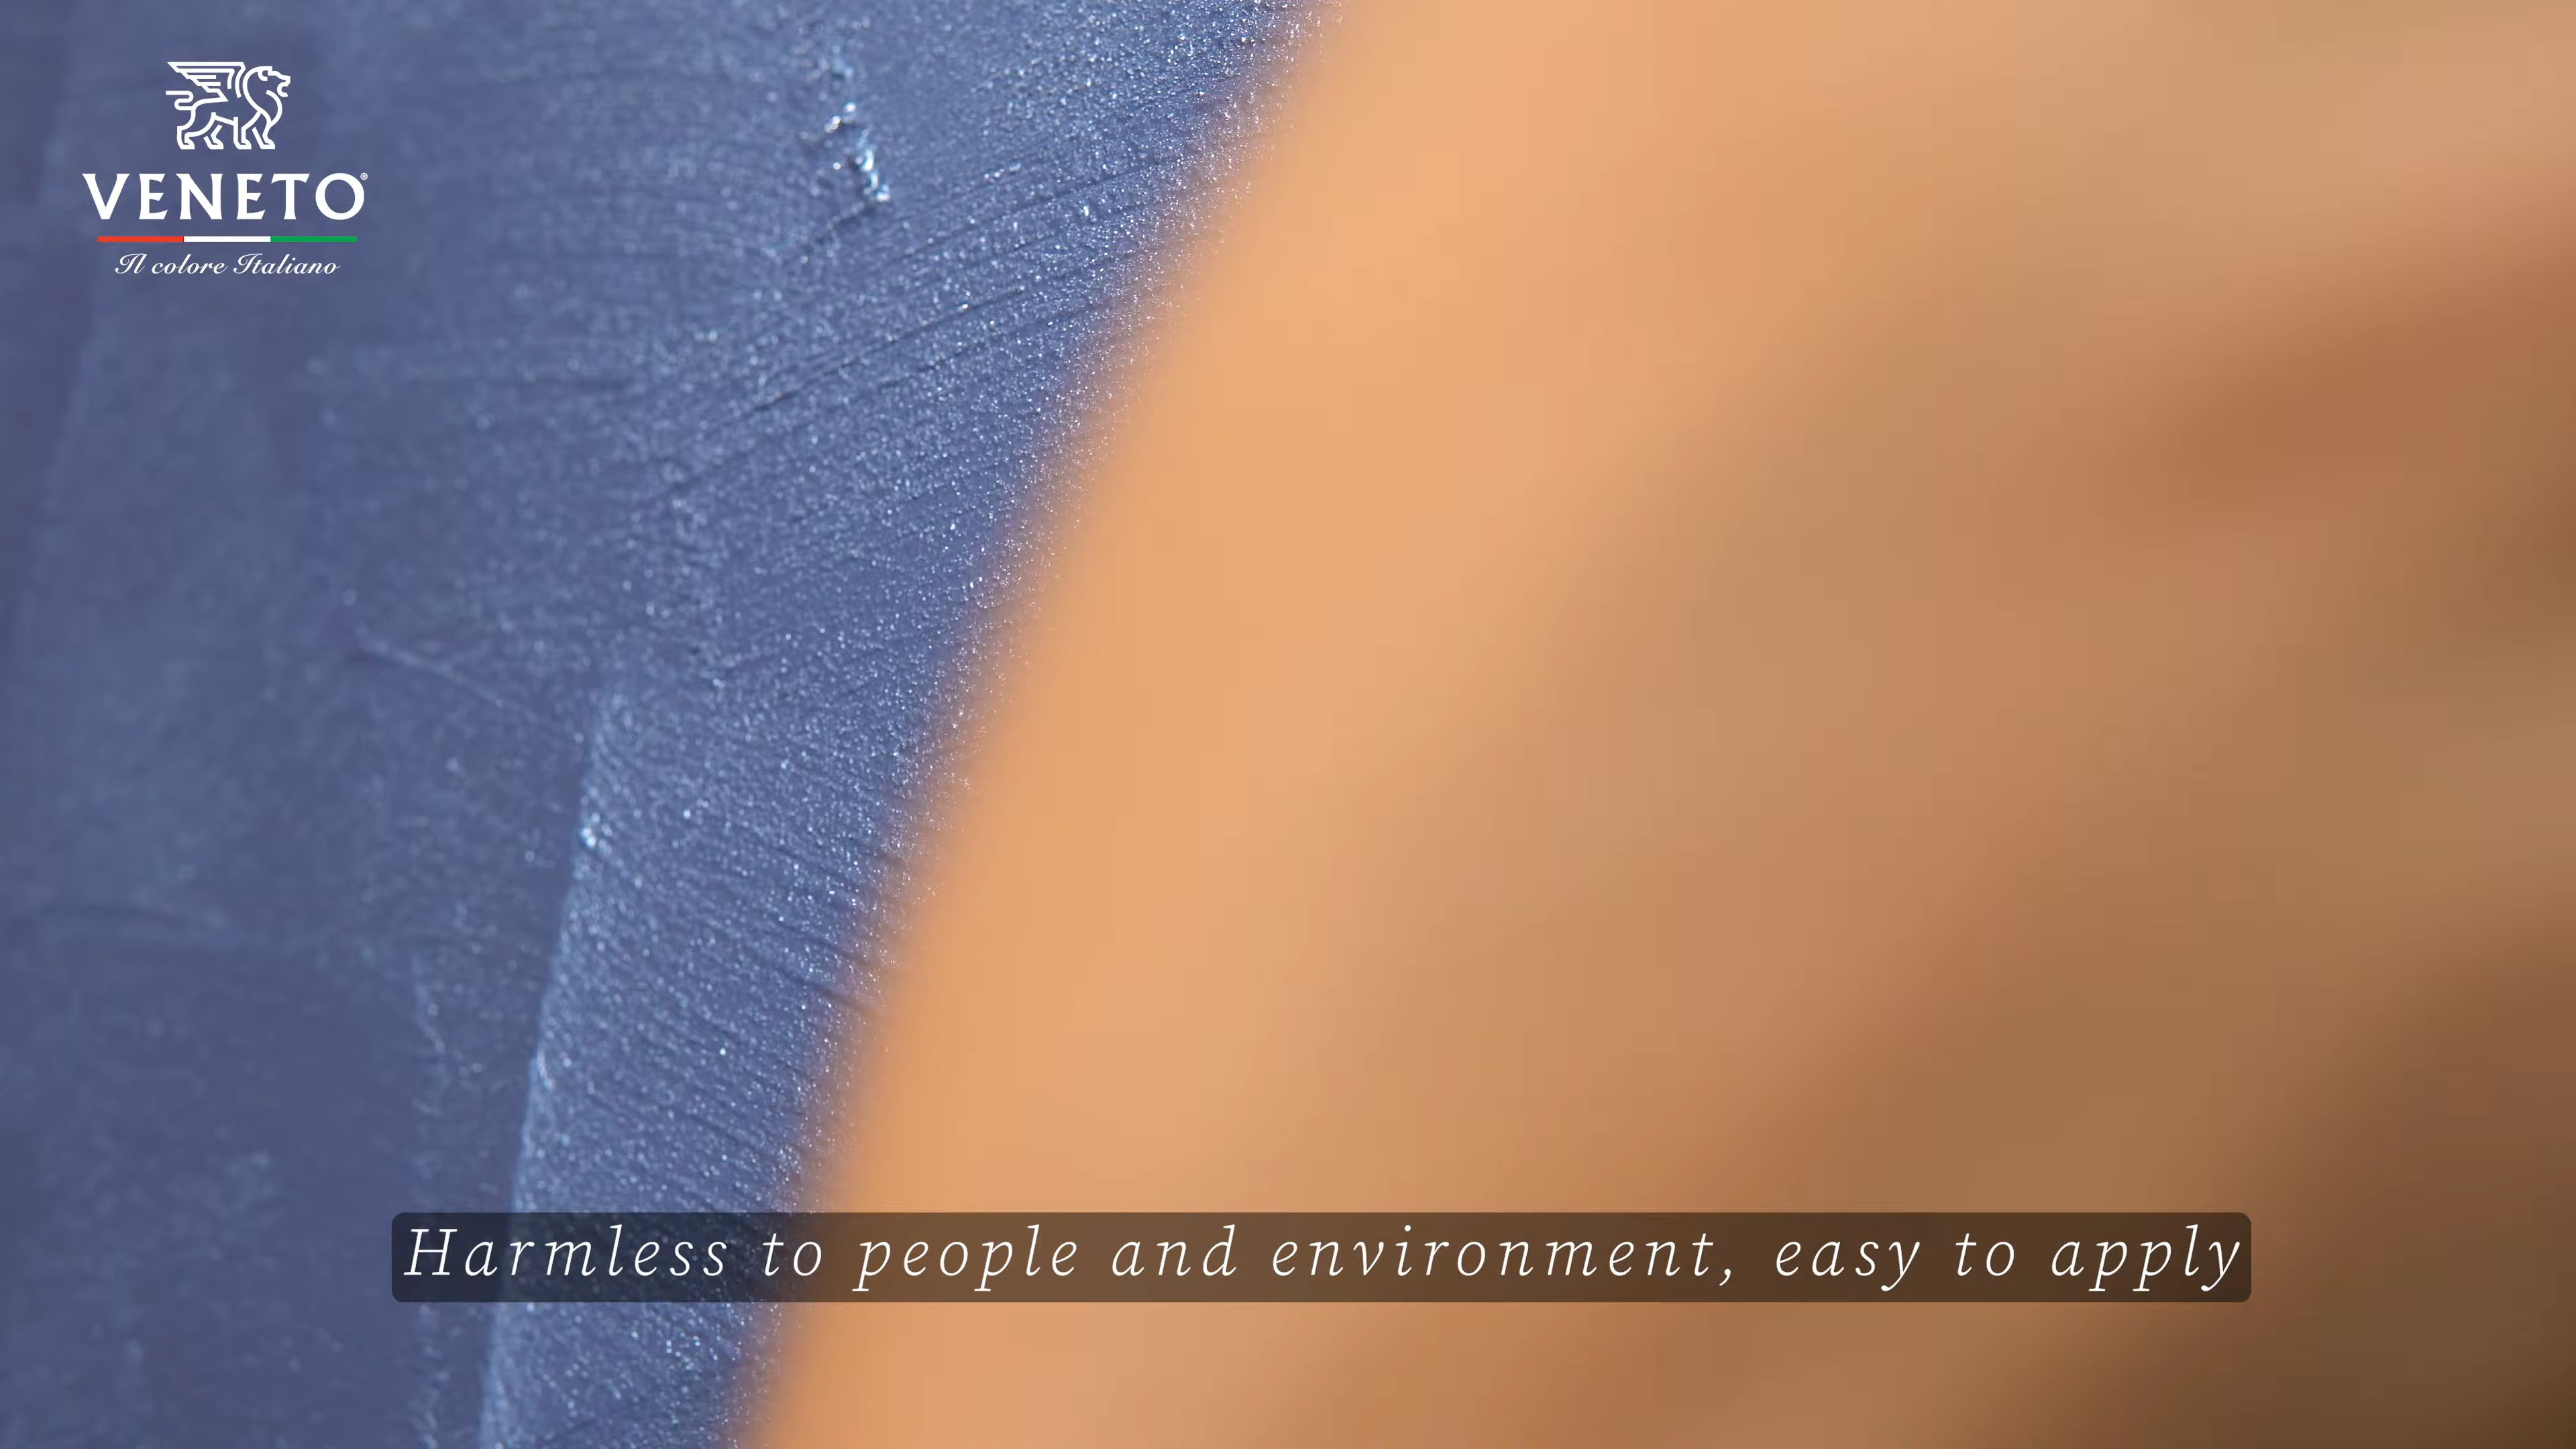 VENETO®
Il colore Italiano
Harmless to people and environment, easy to apply